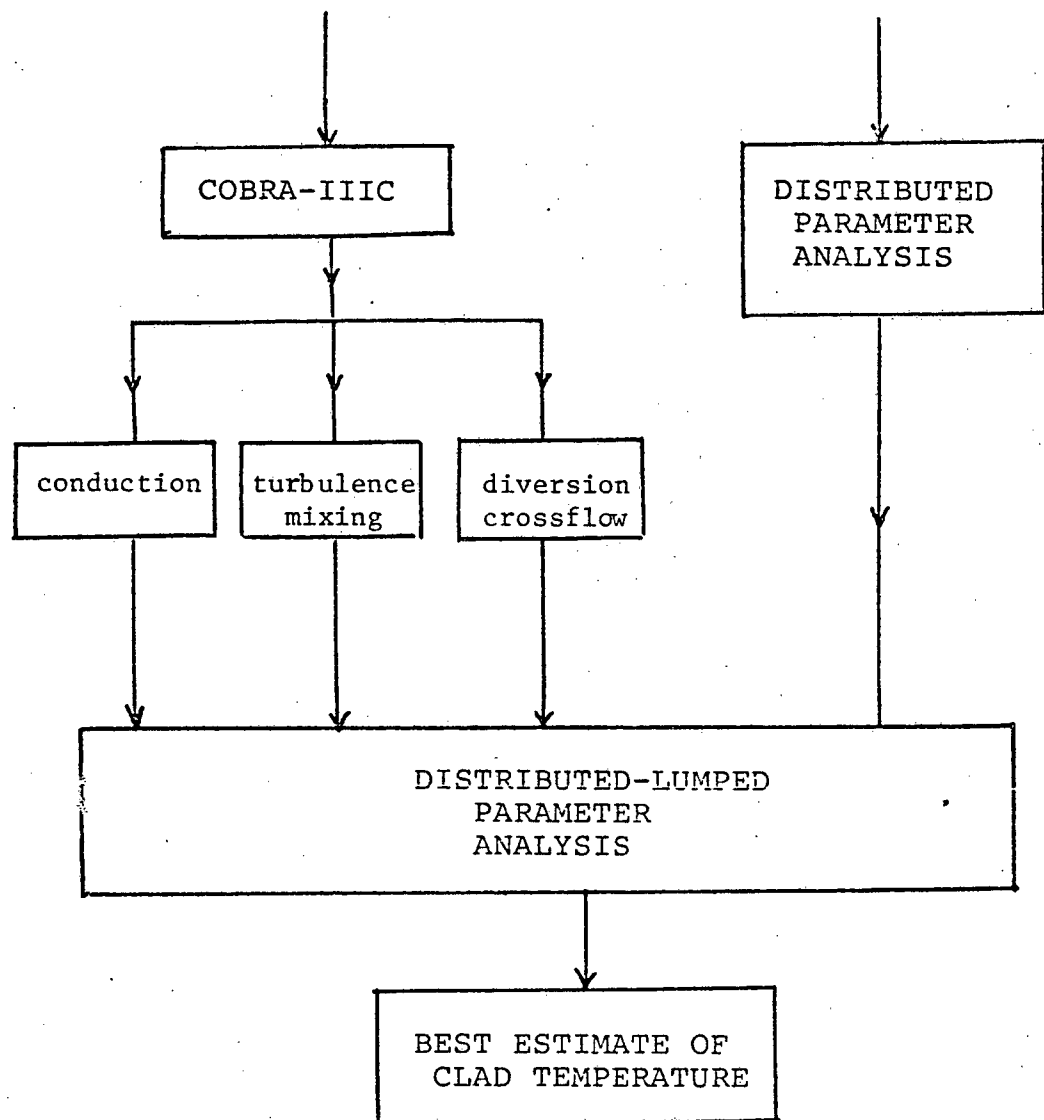 COBRA-IIIC
DISTRIBUTED
PARAMETER
ANALYSIS
conduction
turbulence
mixing
diversion
crossflow
DISTRIBUTED-LUMPED
PARAMETER
ANALYSIS
BEST ESTIMATE OF
CLAD TEMPERATURE